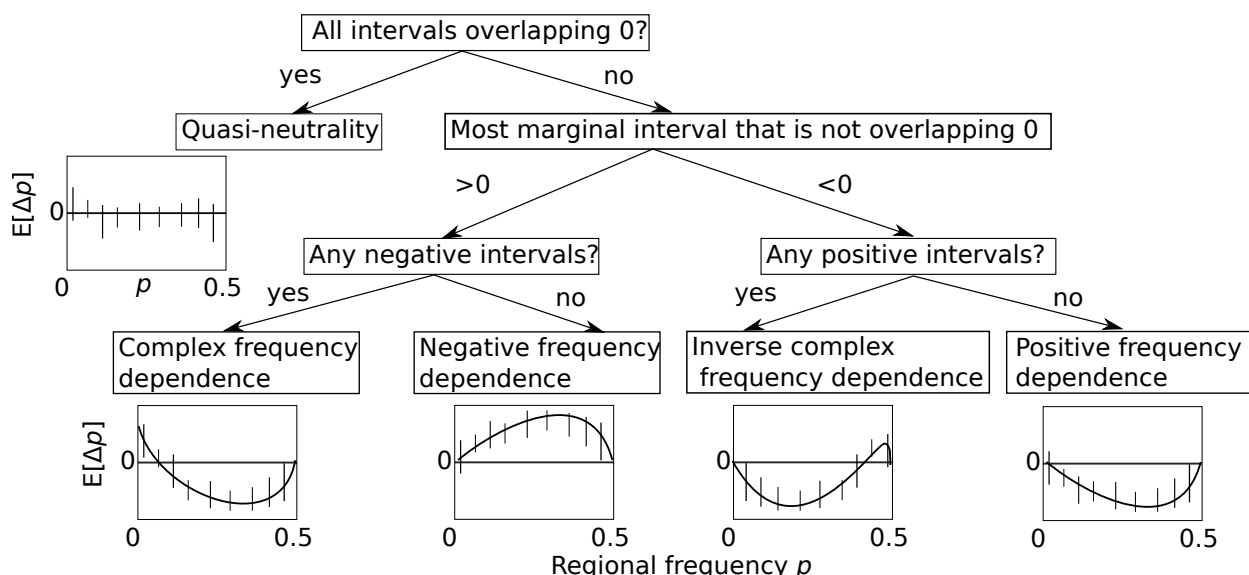 All intervals overlapping 0?
yes
no
Quasi-neutrality
Most marginal interval that is not overlapping 0
E[Δp]
0
0
p
0.5
>0
<0
Any negative intervals?
Any positive intervals?
yes
no
yes
no
Complex frequency
dependence
Negative frequency
dependence
Inverse complex
frequency dependence
Positive frequency
dependence
E[Δp]
0
0
0.5
0
0
0.5
0
0
0.5
0
0
0.5
Regional frequency p